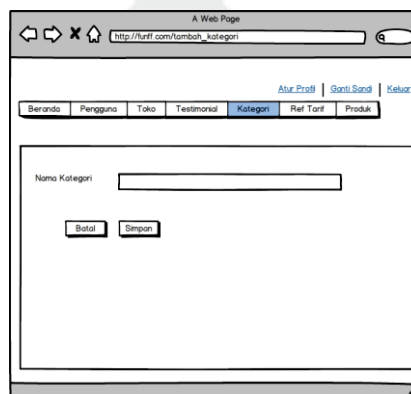 A Web Page
http://funff.com/tambah_kategori
Atur Profil Ganti Sandi Keluar
Beranda Pengguna Toko Testimonial Kategori Ref Tarif Produk
Nama Kategori
Batal Simpan